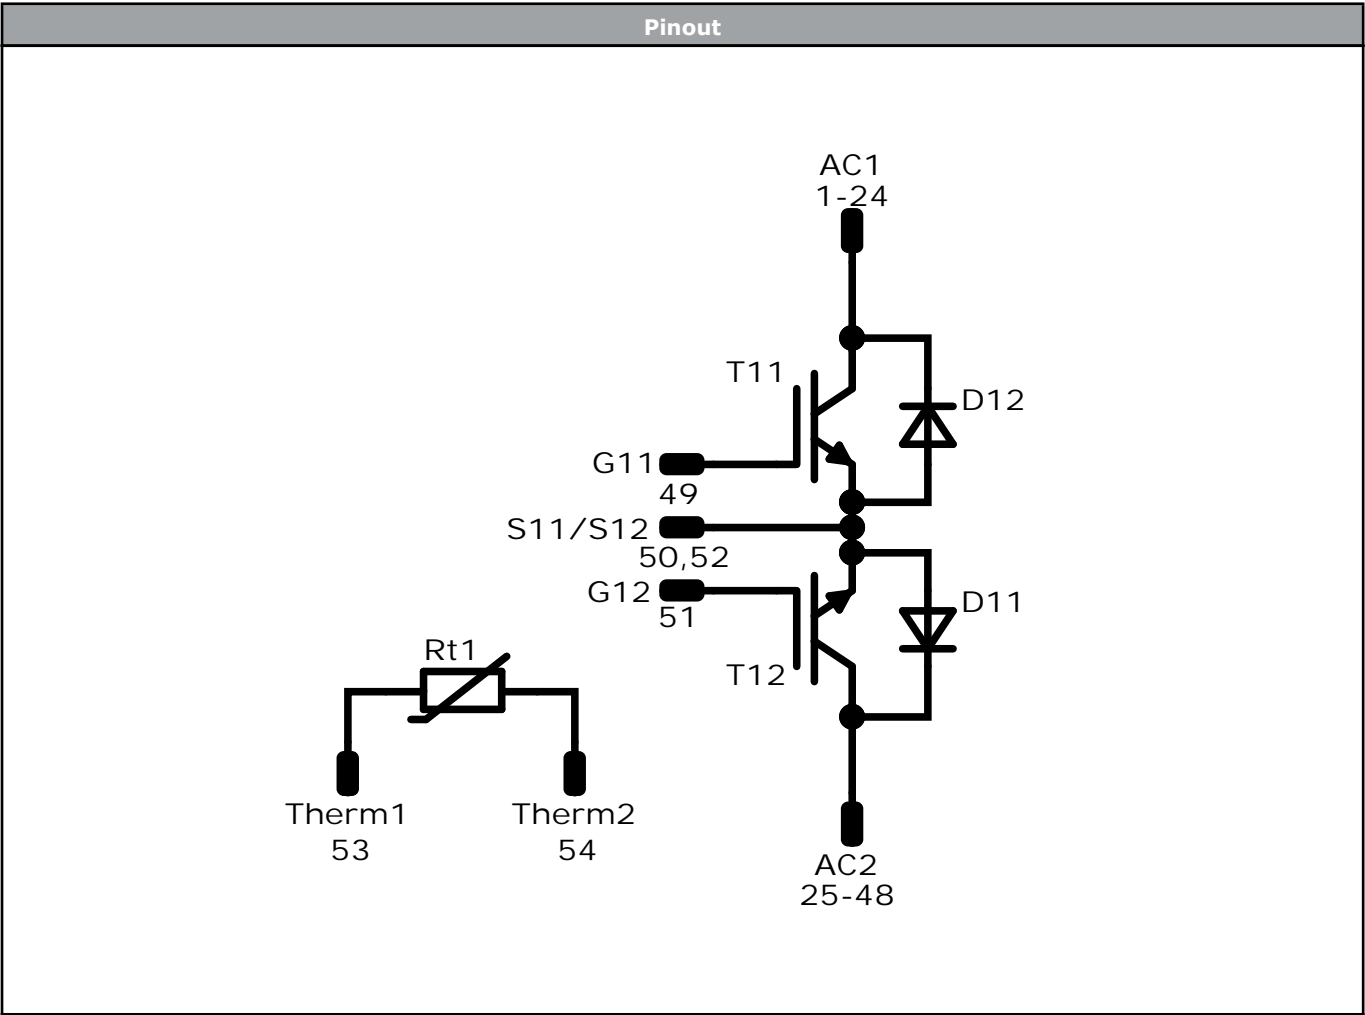 Pinout
AC1
1-24
T11
D12
G11
49
S11/S12
50,52
G12
51
D11
T12
Rt1
Therm1
53
Therm2
54
AC2
25-48